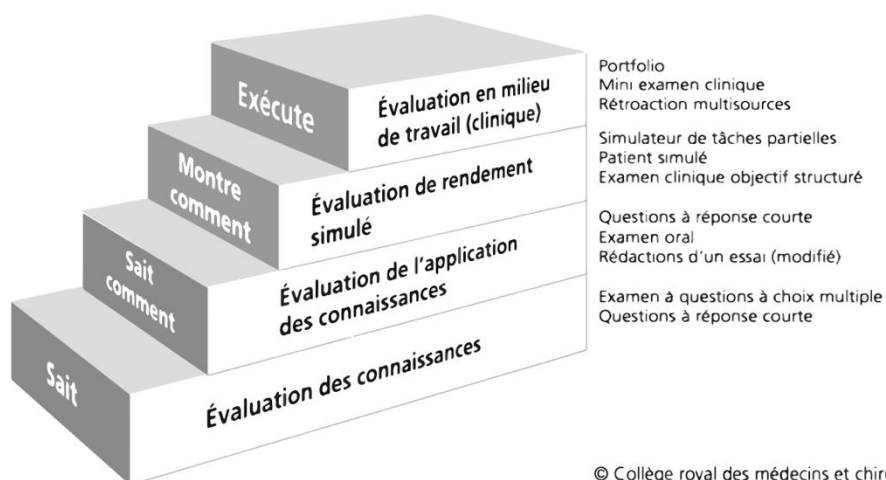 Exécute
Évaluation en milieu
de travail (clinique)
Portfolio
Mini examen clinique
Rétroaction multisources
Montre
comment
Évaluation de rendement
simulé
Simulateur de tâches partielles
Patient simulé
Examen clinique objectif structuré
Sait
comment
Évaluation de l'application
des connaissances
Questions à réponse courte
Examen oral
Rédactions d'un essai (modifié)
Sait
Évaluation des connaissances
Examen à questions à choix multiple
Questions à réponse courte
© Collège royal des médecins et chiru